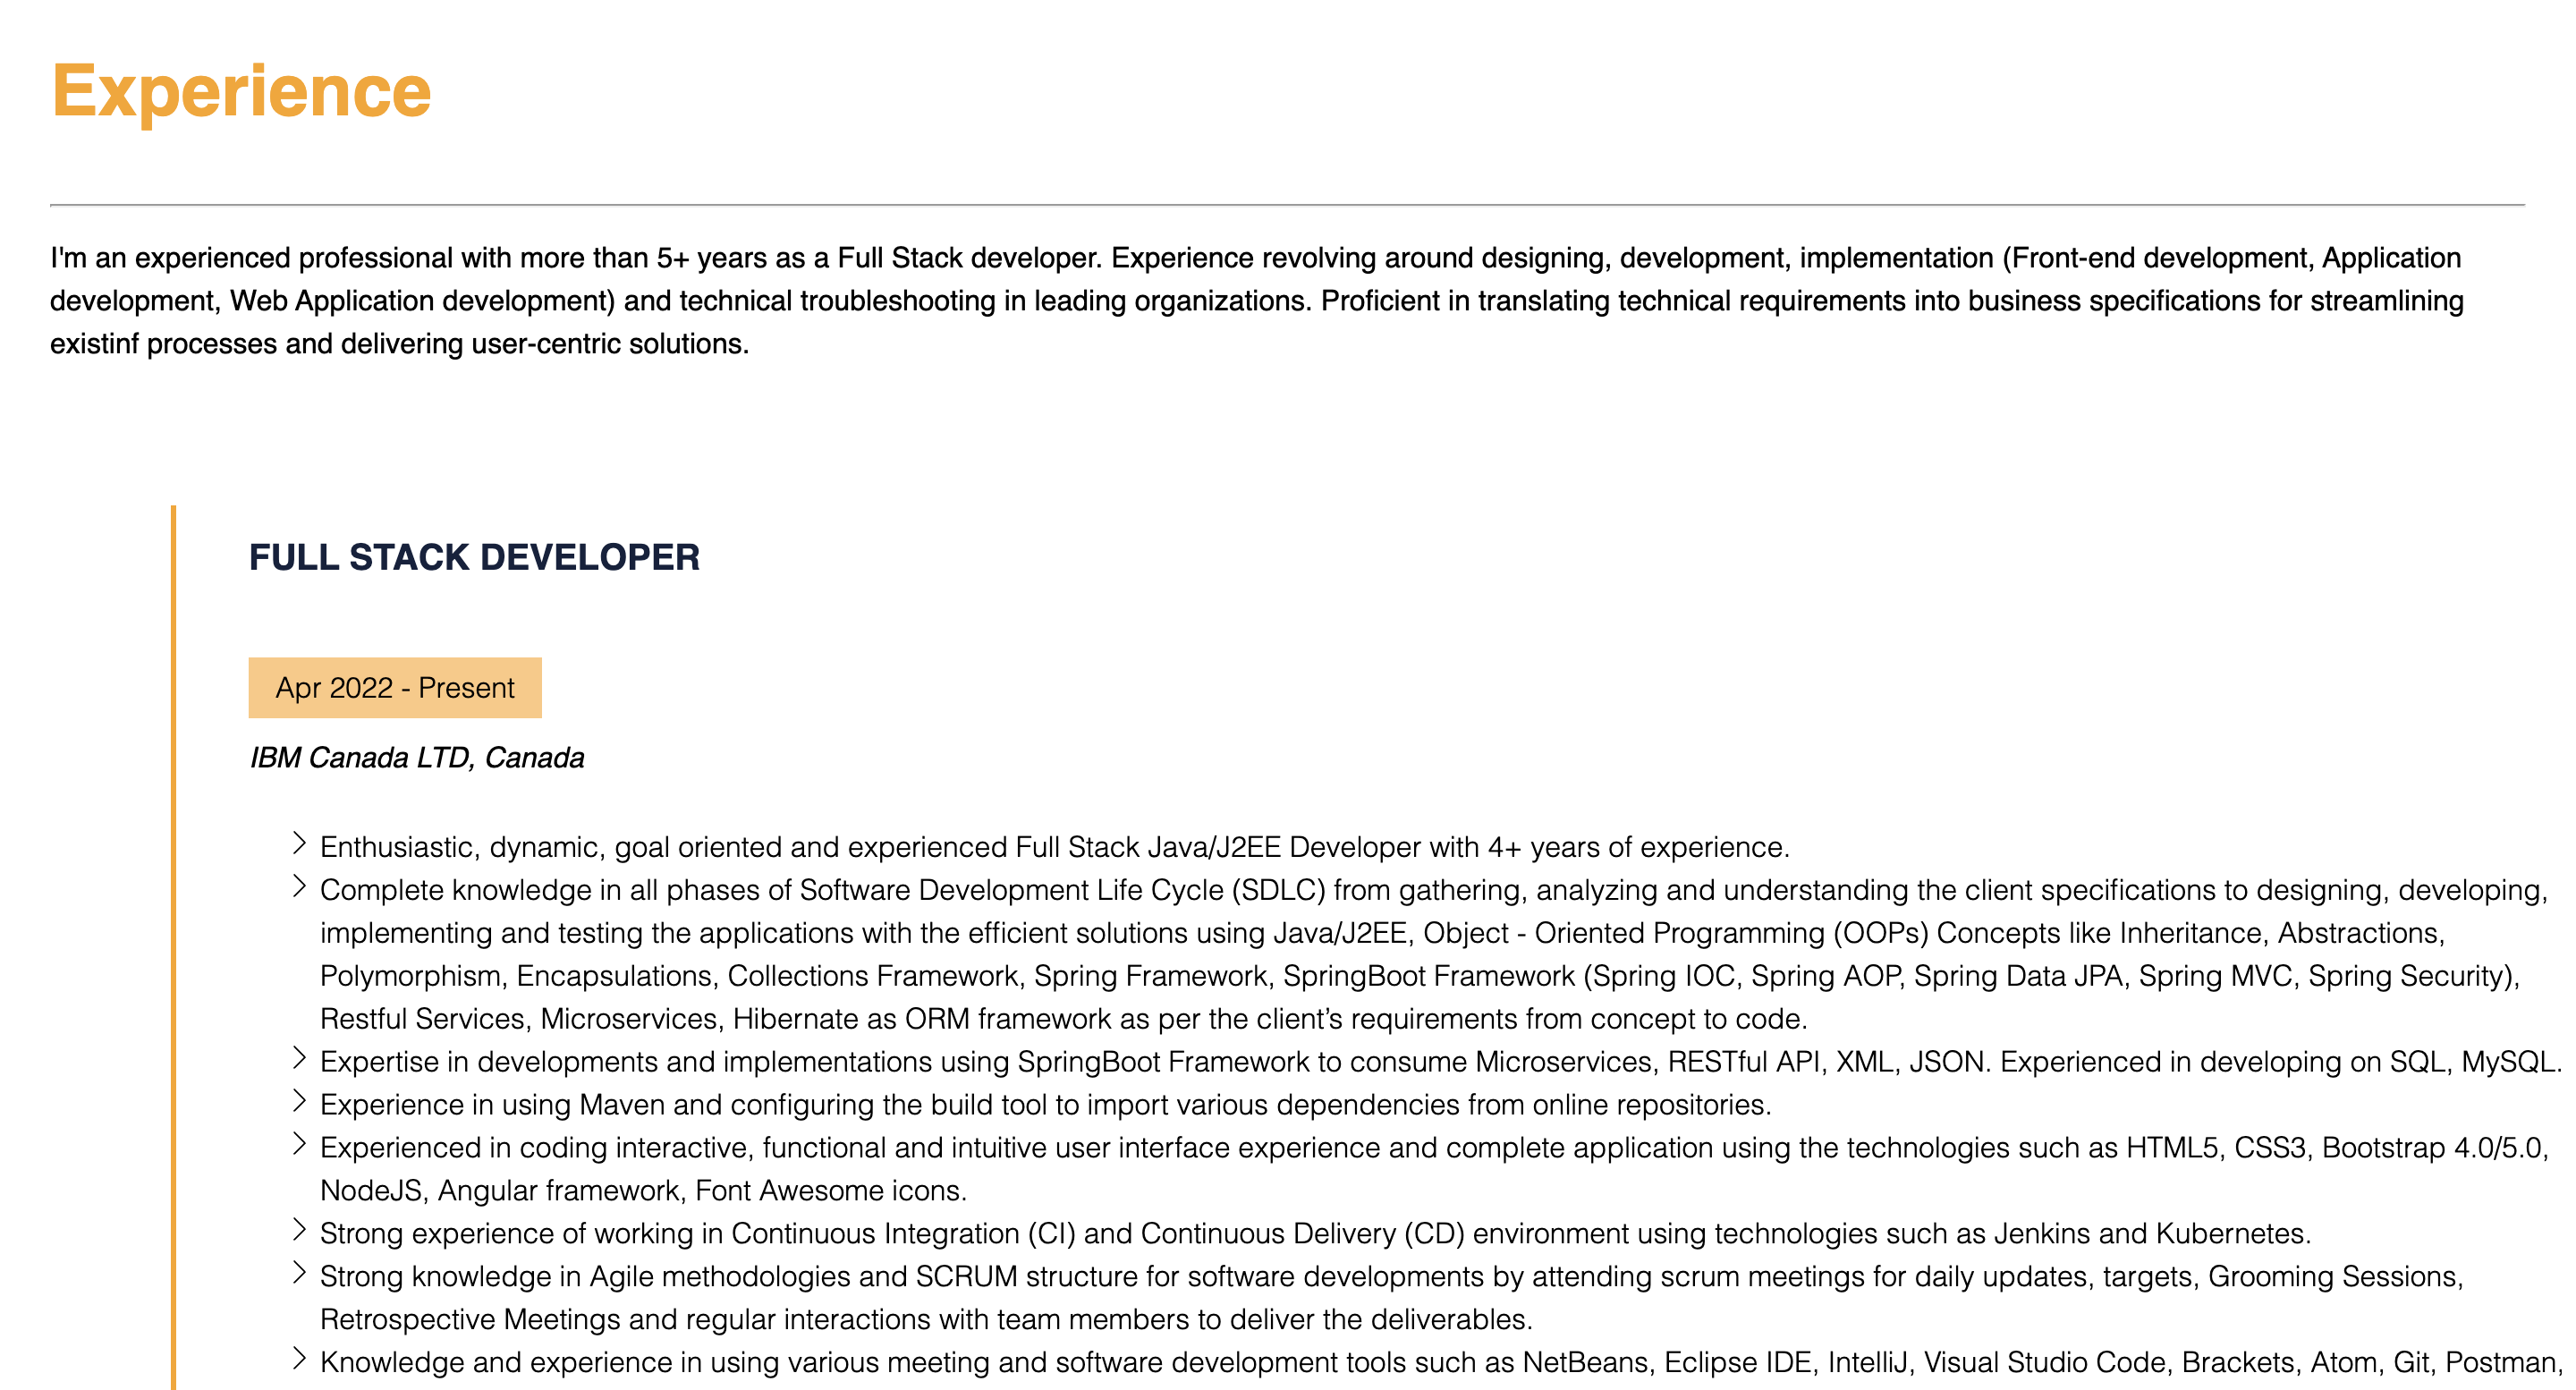 Experience
I'm an experienced professional with more than 5+ years as a Full Stack developer. Experience revolving around designing, development, implementation (Front-end development, Application
development, Web Application development) and technical troubleshooting in leading organizations. Proficient in translating technical requirements into business specifications for streamlining
existinf processes and delivering user-centric solutions.
FULL STACK DEVELOPER
Apr 2022 - Present
IBM Canada LTD, Canada
Enthusiastic, dynamic, goal oriented and experienced Full Stack Java/J2EE Developer with 4+ years of experience.
Complete knowledge in all phases of Software Development Life Cycle (SDLC) from gathering, analyzing and understanding the client specifications to designing, developing,
implementing and testing the applications with the efficient solutions using Java/J2EE, Object - Oriented Programming (OOPs) Concepts like Inheritance, Abstractions,
Polymorphism, Encapsulations, Collections Framework, Spring Framework, SpringBoot Framework (Spring IOC, Spring AOP, Spring Data JPA, Spring MVC, Spring Security),
Restful Services, Microservices, Hibernate as ORM framework as per the client’s requirements from concept to code.
Expertise in developments and implementations using SpringBoot Framework to consume Microservices, RESTful API, XML, JSON. Experienced in developing on SQL, MySQL.
Experience in using Maven and configuring the build tool to import various dependencies from online repositories.
Experienced in coding interactive, functional and intuitive user interface experience and complete application using the technologies such as HTML5, CSS3, Bootstrap 4.0/5.0,
NodeJS, Angular framework, Font Awesome icons.
Strong experience of working in Continuous Integration (CI) and Continuous Delivery (CD) environment using technologies such as Jenkins and Kubernetes.
Strong knowledge in Agile methodologies and SCRUM structure for software developments by attending scrum meetings for daily updates, targets, Grooming Sessions,
Retrospective Meetings and regular interactions with team members to deliver the deliverables.
Knowledge and experience in using various meeting and software development tools such as NetBeans, Eclipse IDE, IntelliJ, Visual Studio Code, Brackets, Atom, Git, Postman,